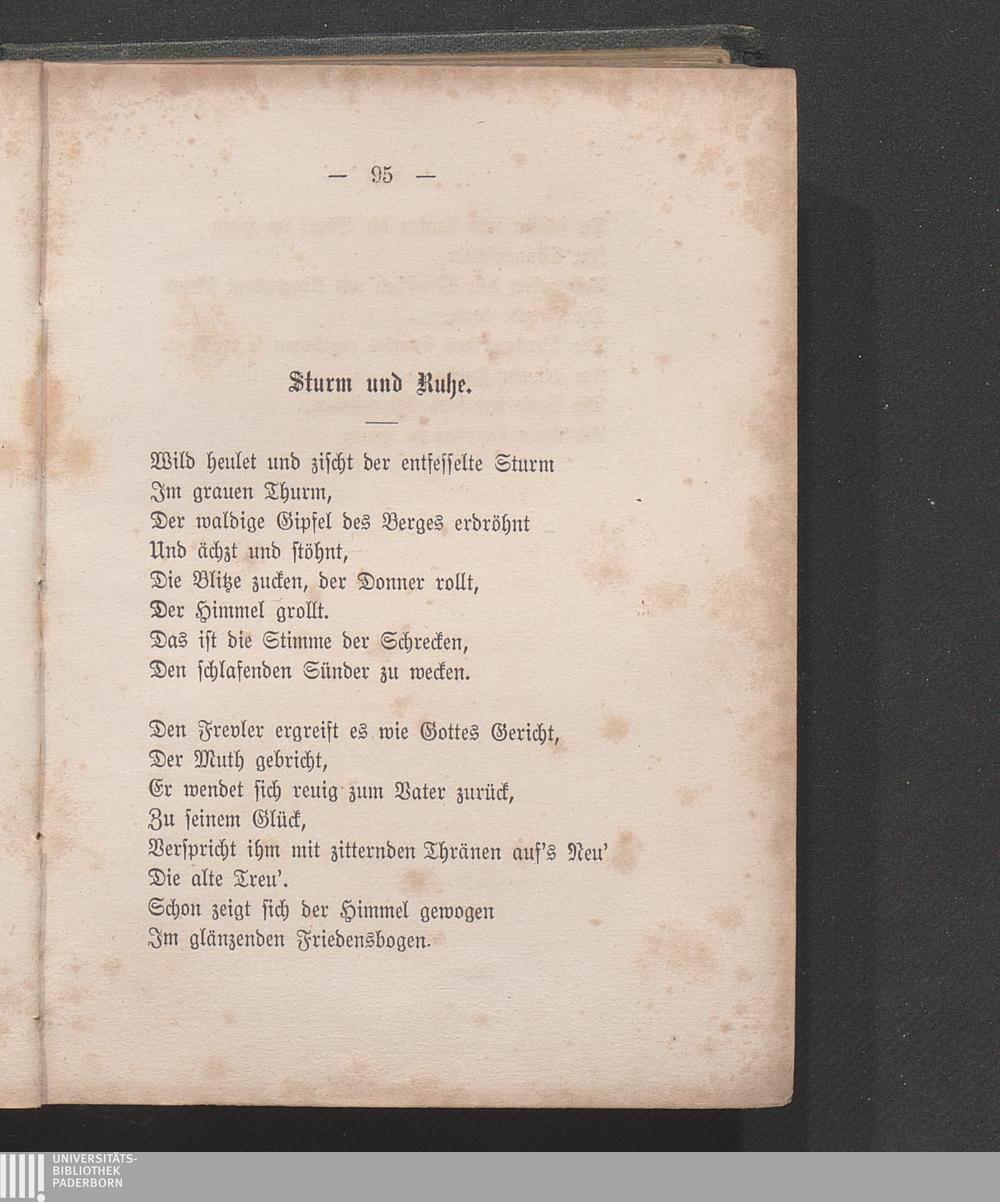 — 95 —
Sturm und Ruhe.
Wild heulet und zischt der entfesselte Sturm
Im grauen Thurm,
Der waldige Gipfel des Berges erdröhnt
Und ächzt und stöhnt,
Die Blitze zucken, der Donner rollt,
Der Himmel grollt.
Das ist die Stimme der Schrecken,
Den schlafenden Sünder zu wecken.
Den Frevler ergreift es wie Gottes Gericht,
Der Muth gebricht,
Er wendet sich reuig zum Vater zurück,
Zu seinem Glück,
Verspricht ihm mit zitternden Thränen auf's Neu'
Die alte Treu'.
Schon zeigt sich der Himmel gewogen
Im glänzenden Friedensbogen.
UNIVERSITÄTS-
BIBLIOTHEK
PADERBORN